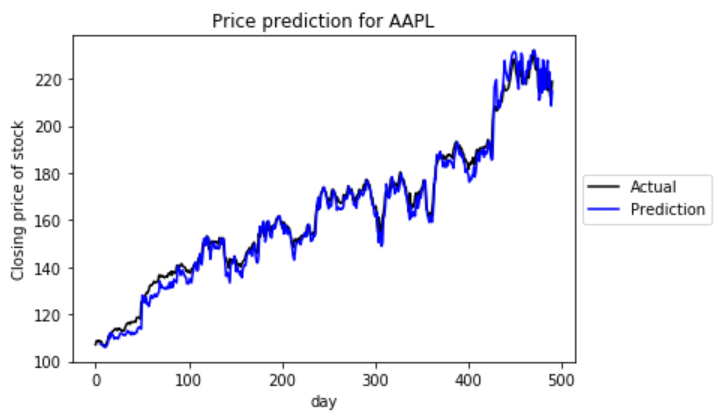 Price prediction for AAPL
Closing price of stock
220
200
180
160
140
120
100
0 100 200 300 400 500
day
Actual
Prediction